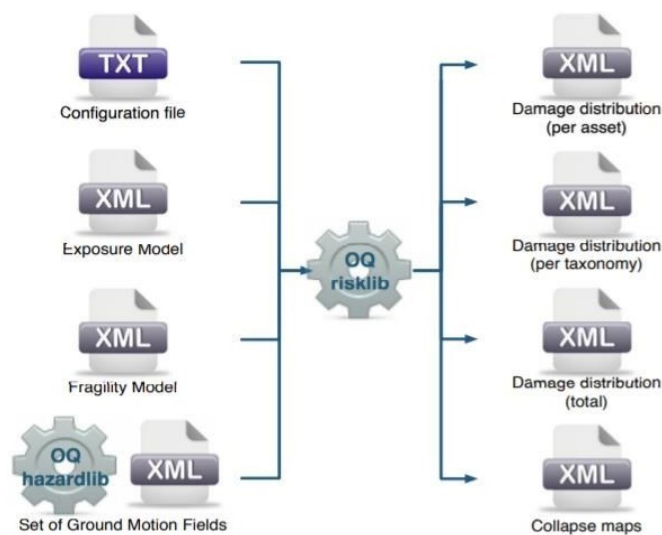 TXT
Configuration file
XML
Exposure Model
XML
Fragility Model
OQ
hazardlib
XML
Set of Ground Motion Fields
OQ
risklib
XML
Damage distribution
(per asset)
XML
Damage distribution
(per taxonomy)
XML
Damage distribution
(total)
XML
Collapse maps